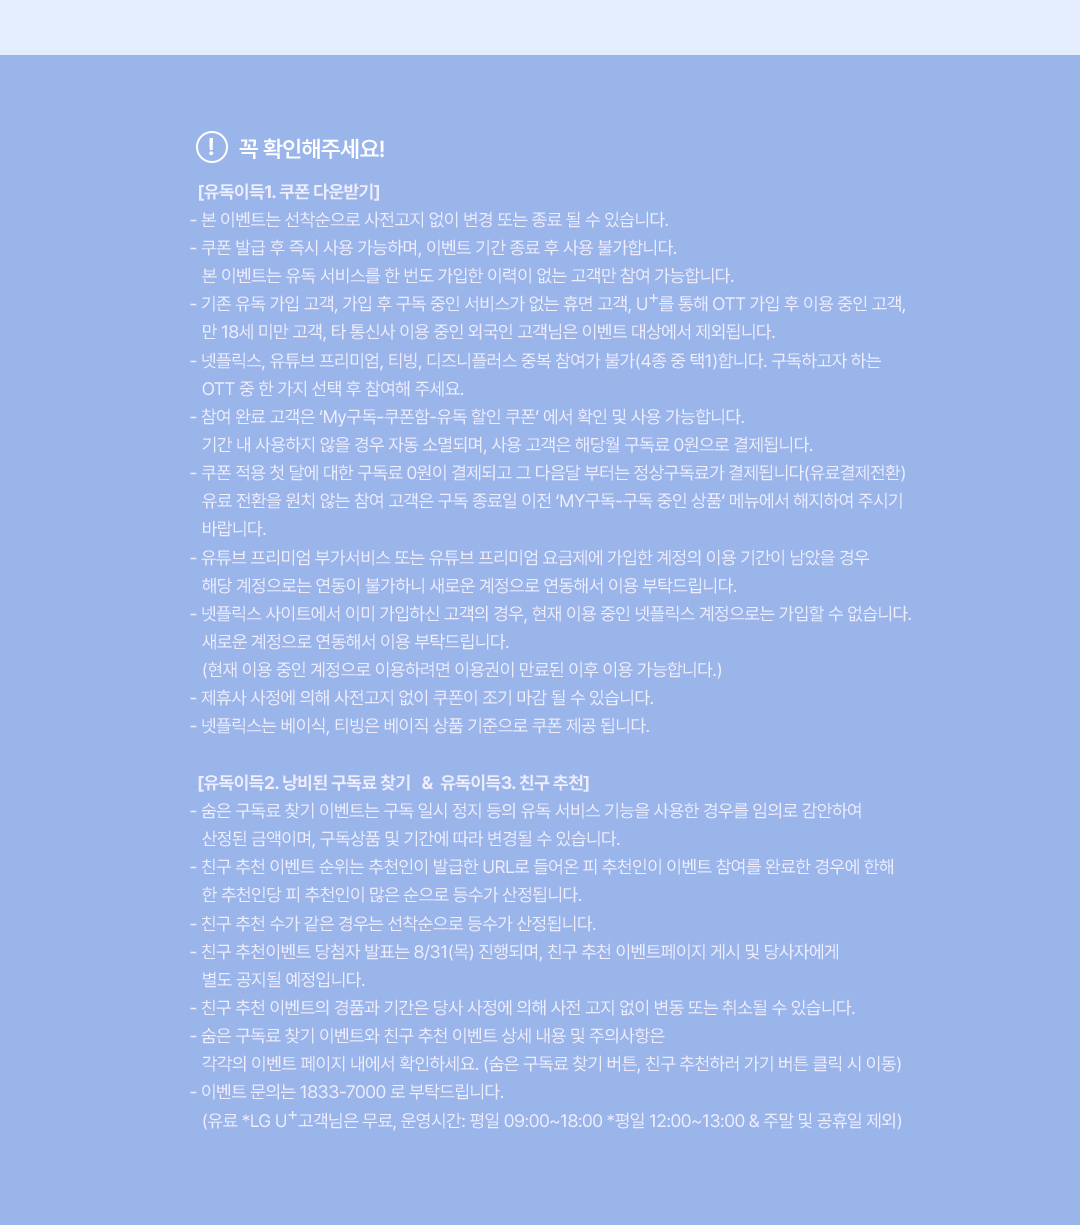 ! 꼭 확인해주세요!
[유독이득1. 쿠폰 다운받기]
- 본 이벤트는 선착순으로 사전고지 없이 변경 또는 종료 될 수 있습니다.
- 쿠폰 발급 후 즉시 사용 가능하며, 이벤트 기간 종료 후 사용 불가합니다.
본 이벤트는 유독 서비스를 한 번도 가입한 이력이 없는 고객만 참여 가능합니다.
- 기존 유독 가입 고객, 가입 후 구독 중인 서비스가 없는 휴면 고객, U+를 통해 OTT 가입 후 이용 중인 고객,
만 18세 미만 고객, 타 통신사 이용 중인 외국인 고객님은 이벤트 대상에서 제외됩니다.
- 넷플릭스, 유튜브 프리미엄, 티빙, 디즈니플러스 중복 참여가 불가(4종 중 택1)합니다. 구독하고자 하는
OTT 중 한 가지 선택 후 참여해 주세요.
- 참여 완료 고객은 ‘My구독-쿠폰함-유독 할인 쿠폰’ 에서 확인 및 사용 가능합니다.
기간 내 사용하지 않을 경우 자동 소멸되며, 사용 고객은 해당월 구독료 0원으로 결제됩니다.
- 쿠폰 적용 첫 달에 대한 구독료 0원이 결제되고 그 다음달 부터는 정상구독료가 결제됩니다(유료결제전환)
유료 전환을 원치 않는 참여 고객은 구독 종료일 이전 ‘MY구독-구독 중인 상품’ 메뉴에서 해지하여 주시기
바랍니다.
- 유튜브 프리미엄 부가서비스 또는 유튜브 프리미엄 요금제에 가입한 계정의 이용 기간이 남았을 경우
해당 계정으로는 연동이 불가하니 새로운 계정으로 연동해서 이용 부탁드립니다.
- 넷플릭스 사이트에서 이미 가입하신 고객의 경우, 현재 이용 중인 넷플릭스 계정으로는 가입할 수 없습니다.
새로운 계정으로 연동해서 이용 부탁드립니다.
(현재 이용 중인 계정으로 이용하려면 이용권이 만료된 이후 이용 가능합니다.)
- 제휴사 사정에 의해 사전고지 없이 쿠폰이 조기 마감 될 수 있습니다.
- 넷플릭스는 베이식, 티빙은 베이직 상품 기준으로 쿠폰 제공 됩니다.
[유독이득2. 낭비된 구독료 찾기 & 유독이득3. 친구 추천]
- 숨은 구독료 찾기 이벤트는 구독 일시 정지 등의 유독 서비스 기능을 사용한 경우를 임의로 감안하여
산정된 금액이며, 구독상품 및 기간에 따라 변경될 수 있습니다.
- 친구 추천 이벤트 순위는 추천인이 발급한 URL로 들어온 피 추천인이 이벤트 참여를 완료한 경우에 한해
한 추천인당 피 추천인이 많은 순으로 등수가 산정됩니다.
- 친구 추천 수가 같은 경우는 선착순으로 등수가 산정됩니다.
- 친구 추천이벤트 당첨자 발표는 8/31(목) 진행되며, 친구 추천 이벤트페이지 게시 및 당사자에게
별도 공지될 예정입니다.
- 친구 추천 이벤트의 경품과 기간은 당사 사정에 의해 사전 고지 없이 변동 또는 취소될 수 있습니다.
- 숨은 구독료 찾기 이벤트와 친구 추천 이벤트 상세 내용 및 주의사항은
각각의 이벤트 페이지 내에서 확인하세요. (숨은 구독료 찾기 버튼, 친구 추천하러 가기 버튼 클릭 시 이동)
- 이벤트 문의는 1833-7000 로 부탁드립니다.
(유료 *LG U+고객님은 무료, 운영시간: 평일 09:00~18:00 *평일 12:00~13:00 & 주말 및 공휴일 제외)